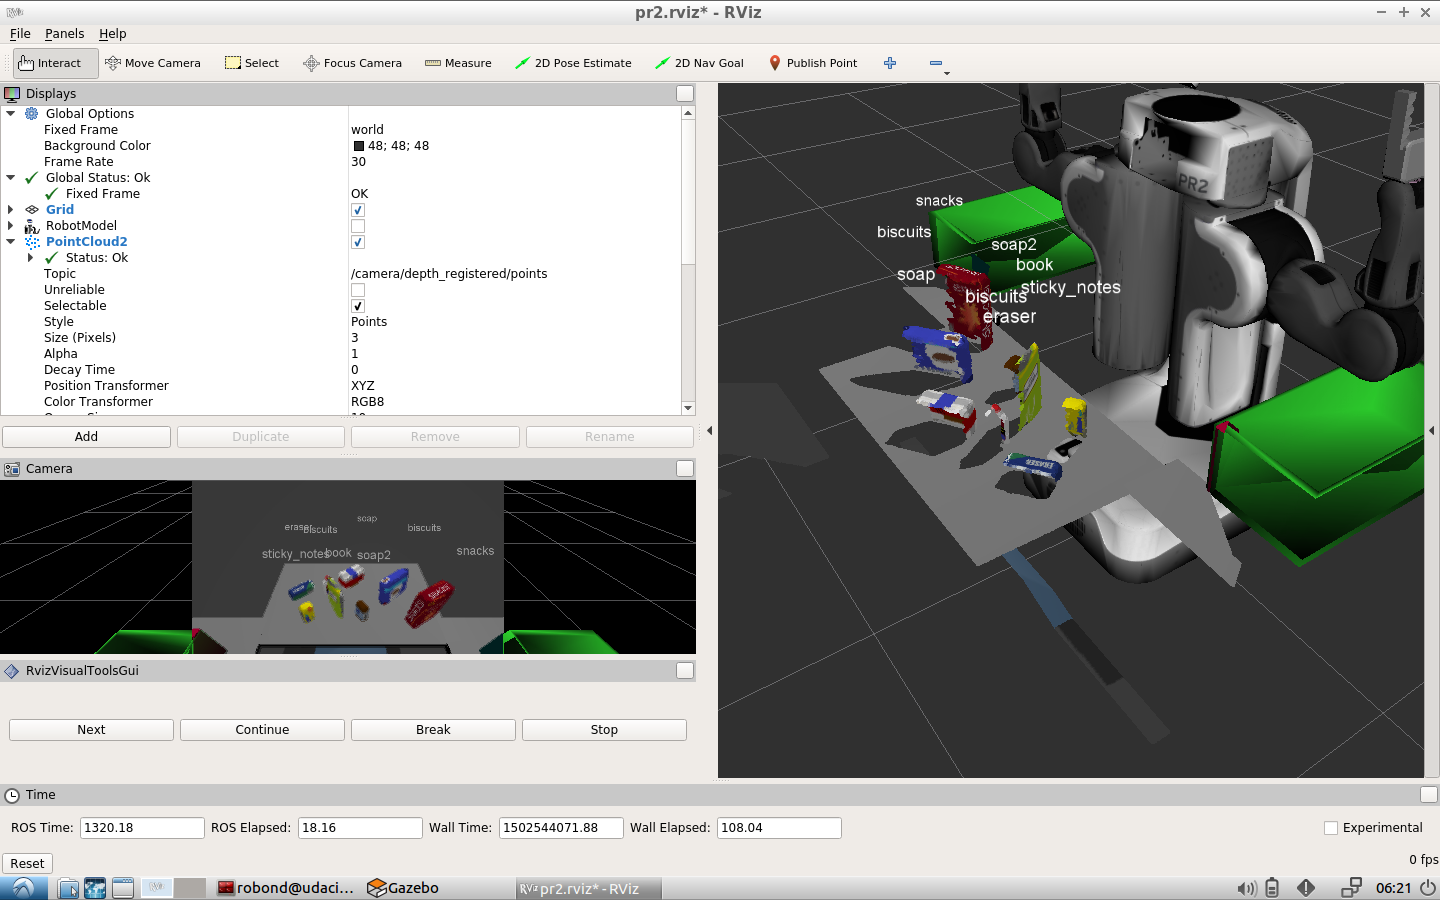 pr2.rviz* - RViz
File Panels Help
Interact Move Camera Select Focus Camera Measure 2D Pose Estimate 2D Nav Goal Publish Point
Displays
Global Options
Fixed Frame world
Background Color 48; 48; 48
Frame Rate 30
Global Status: Ok
Fixed Frame OK
Grid
RobotModel
PointCloud2
Status: Ok
Topic /camera/depth_registered/points
Unreliable
Selectable
Style Points
Size (Pixels) 3
Alpha 1
Decay Time 0
Position Transformer XYZ
Color Transformer RGB8
Add Duplicate Remove Rename
Camera
soap
eraser
biscuits
biscuits
sticky_notes
book
soap2
snacks
RvizVisualToolsGui
Next Continue Break Stop
PR2
snacks
biscuits
soap2
book
soap
sticky_notes
biscuits
eraser
ERASER
Time
ROS Time: 1320.18 ROS Elapsed: 18.16 Wall Time: 1502544071.88 Wall Elapsed: 108.04 Experimental
Reset 0 fps
robond@udaci... Gazebo pr2.rviz* - RViz 06:21